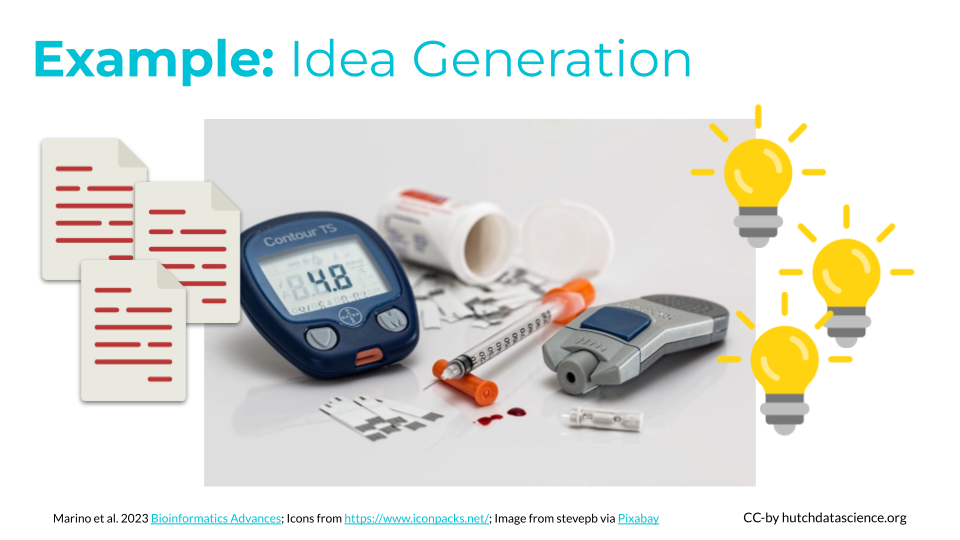 Example: Idea Generation
Contour TS
4.8
BAYER
Marino et al. 2023 Bioinformatics Advances; Icons from https://www.iconpacks.net/; Image from stevepb via Pixabay
CC-by hutchdatascience.org